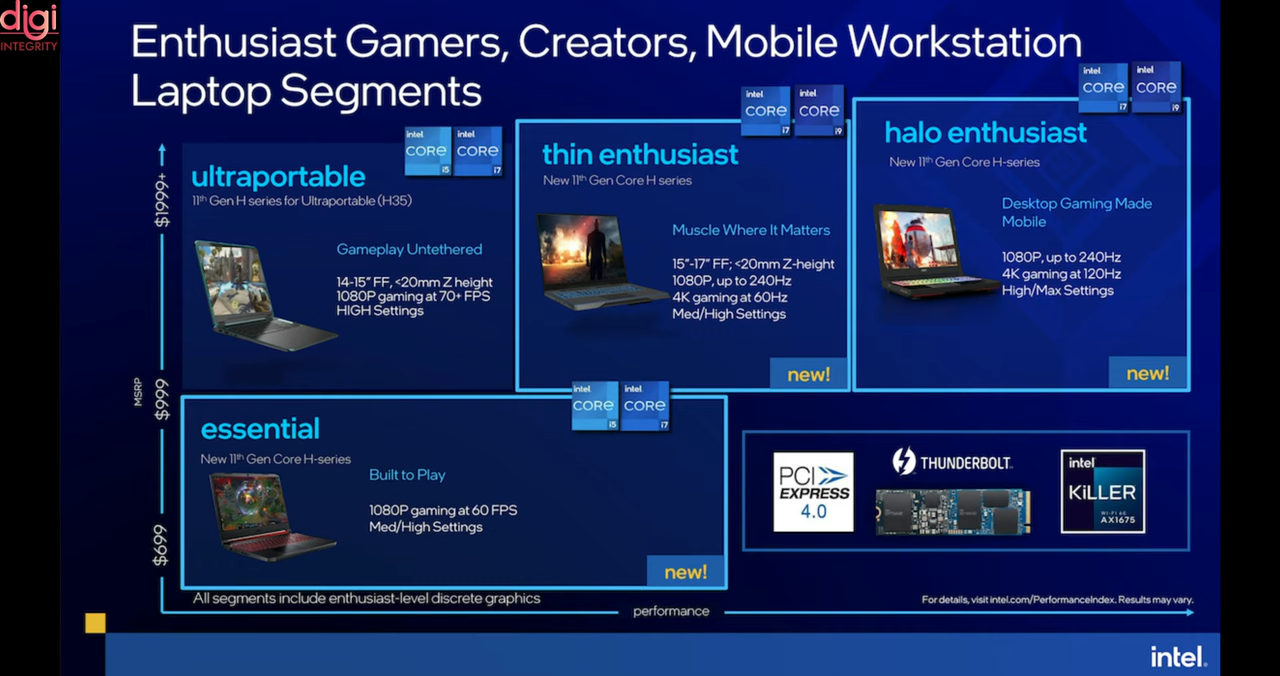 digi
INTEGRITY
Enthusiast Gamers, Creators, Mobile Workstation
Laptop Segments
MSRP
$1999+
$999
$699
intel
CORE
i5
intel
CORE
i7
ultraportable
11th Gen H series for Ultraportable (H35)
Gameplay Untethered
14-15" FF, <20mm Z height
1080P gaming at 70+ FPS
HIGH Settings
intel
CORE
i7
intel
CORE
i9
thin enthusiast
New 11th Gen Core H series
Muscle Where It Matters
15"-17" FF; <20mm Z-height
1080P, up to 240Hz
4K gaming at 60Hz
Med/High Settings
new!
intel
CORE
i7
intel
CORE
i9
halo enthusiast
New 11th Gen Core H-series
Desktop Gaming Made
Mobile
1080P, up to 240Hz
4K gaming at 120Hz
High/Max Settings
new!
intel
CORE
i5
intel
CORE
i7
essential
New 11th Gen Core H-series
Built to Play
1080P gaming at 60 FPS
Med/High Settings
new!
PCI
EXPRESS
4.0
THUNDERBOLT™
intel
KiLLER
WI-FI 6E
AX1675
All segments include enthusiast-level discrete graphics
performance
For details, visit intel.com/PerformanceIndex. Results may vary.
intel.